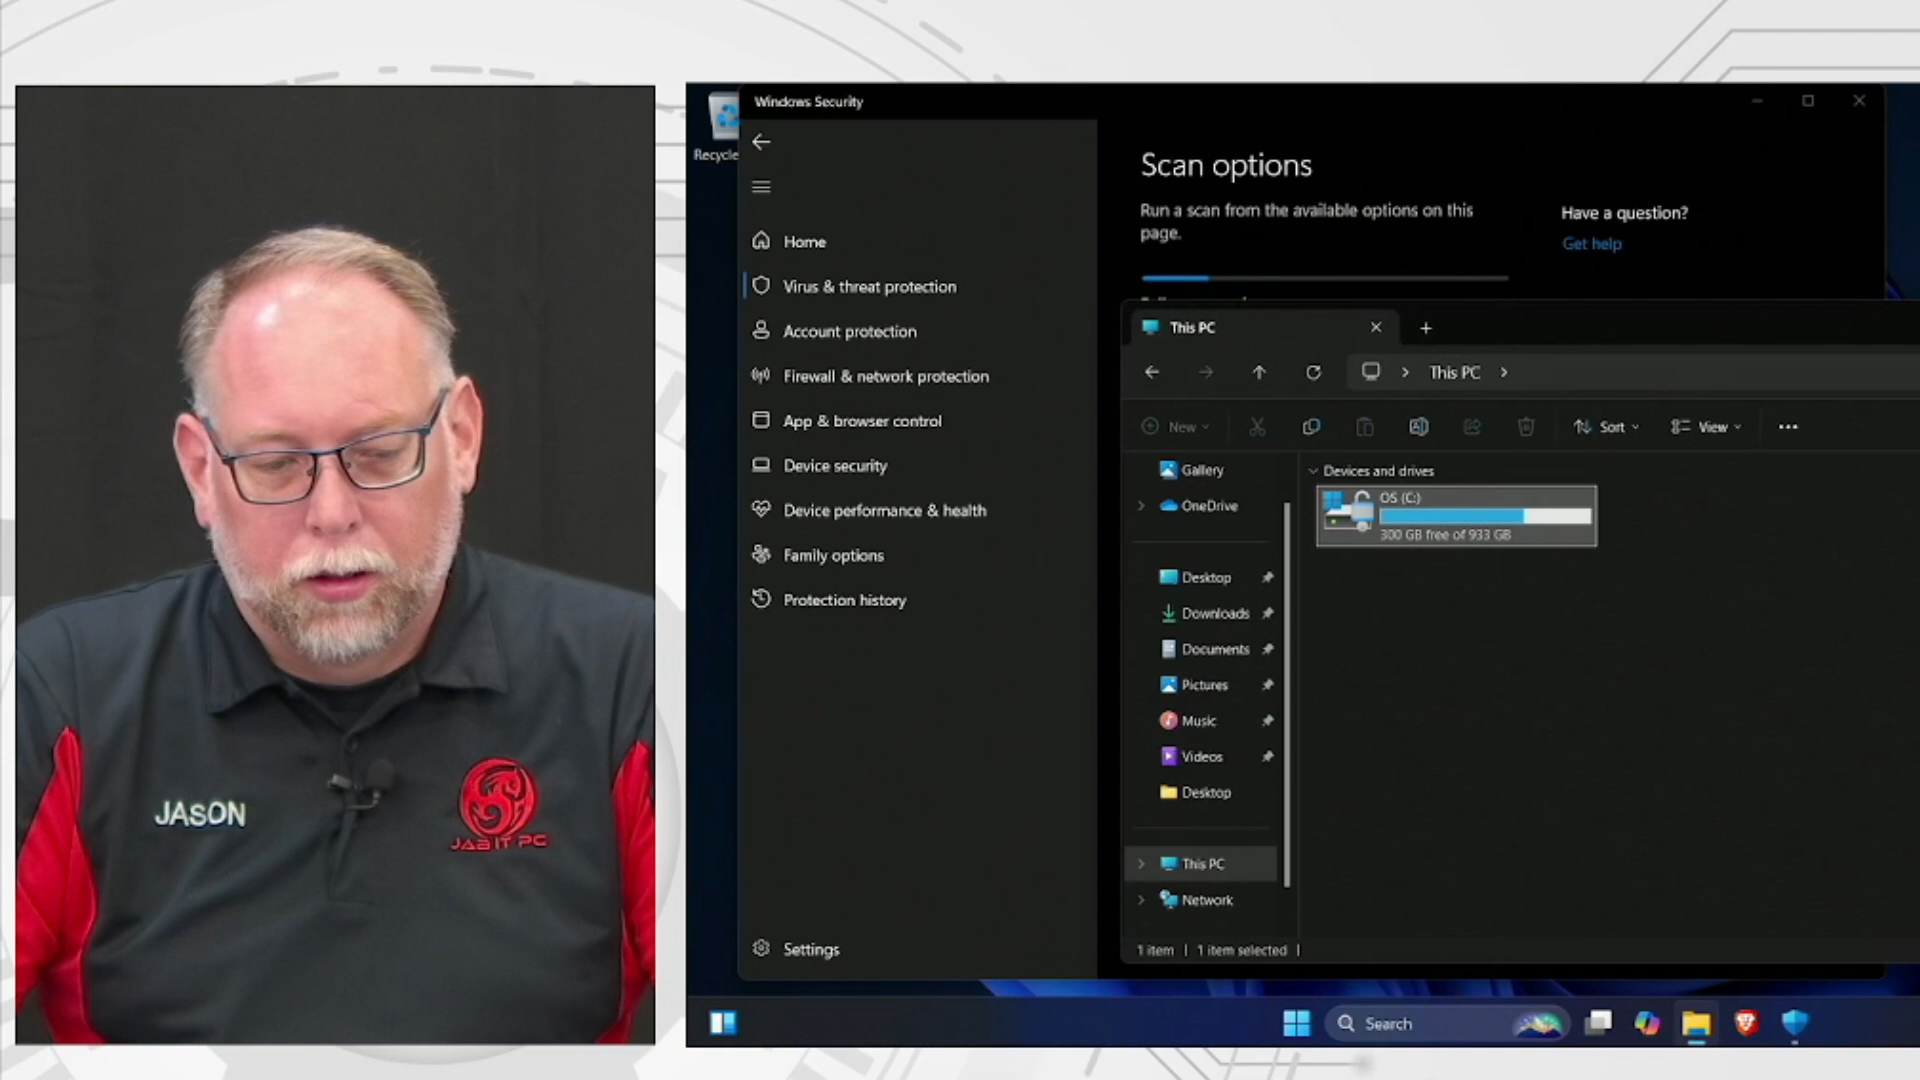 JASON
JAB IT PC
Recycle
Windows Security
Home
Virus & threat protection
Account protection
Firewall & network protection
App & browser control
Device security
Device performance & health
Family options
Protection history
Settings
Scan options
Run a scan from the available options on this
page.
Have a question?
Get help
This PC
This PC
New
Sort
View
Gallery
OneDrive
Desktop
Downloads
Documents
Pictures
Music
Videos
Desktop
This PC
Network
Devices and drives
OS (C:)
300 GB free of 933 GB
1 item
1 item selected
Search